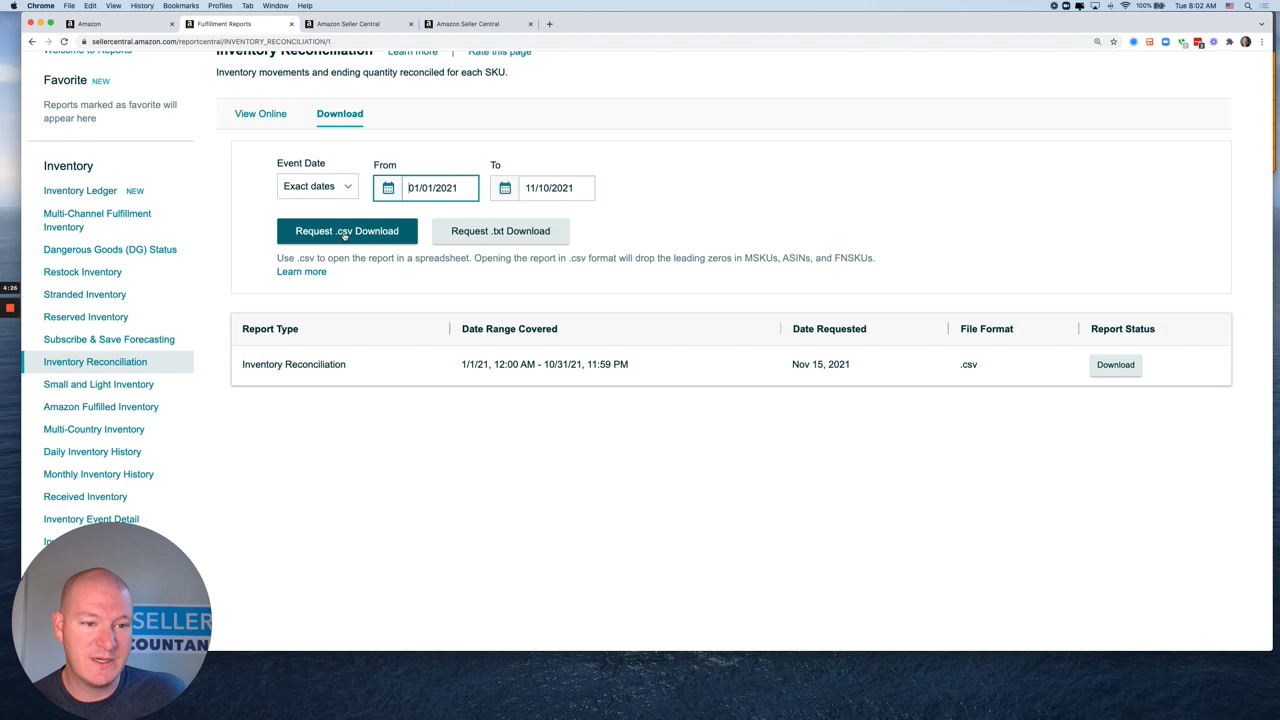 Chrome File Edit View History Bookmarks Profiles Tab Window Help
100% Tue 8:02 AM
Amazon
Fulfillment Reports
Amazon Seller Central
Amazon Seller Central
sellercentral.amazon.com/reportcentral/INVENTORY_RECONCILIATION/1
Welcome to Reports
Inventory Reconciliation Learn more Rate this page
Inventory movements and ending quantity reconciled for each SKU.
Favorite NEW
Reports marked as favorite will
appear here
Inventory
Inventory Ledger NEW
Multi-Channel Fulfillment
Inventory
Dangerous Goods (DG) Status
Restock Inventory
Stranded Inventory
Reserved Inventory
Subscribe & Save Forecasting
Inventory Reconciliation
Small and Light Inventory
Amazon Fulfilled Inventory
Multi-Country Inventory
Daily Inventory History
Monthly Inventory History
Received Inventory
Inventory Event Detail
4:26
View Online Download
Event Date From To
Exact dates 01/01/2021 11/10/2021
Request .csv Download Request .txt Download
Use .csv to open the report in a spreadsheet. Opening the report in .csv format will drop the leading zeros in MSKUs, ASINs, and FNSKUs.
Learn more
Report Type Date Range Covered Date Requested File Format Report Status
Inventory Reconciliation 1/1/21, 12:00 AM - 10/31/21, 11:59 PM Nov 15, 2021 .csv Download
SELLER
COUNTAN